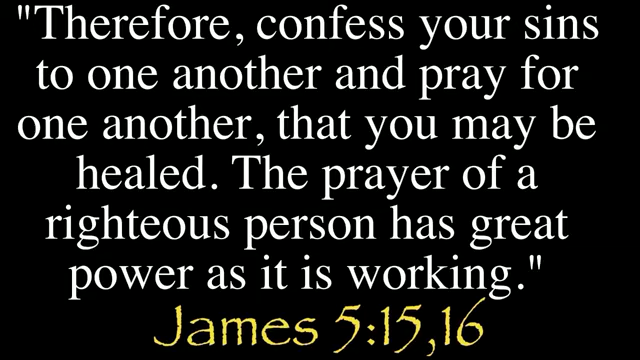 "Therefore, confess your sins
to one another and pray for
one another, that you may be
healed. The prayer of a
righteous person has great
power as it is working."
James 5:15,16